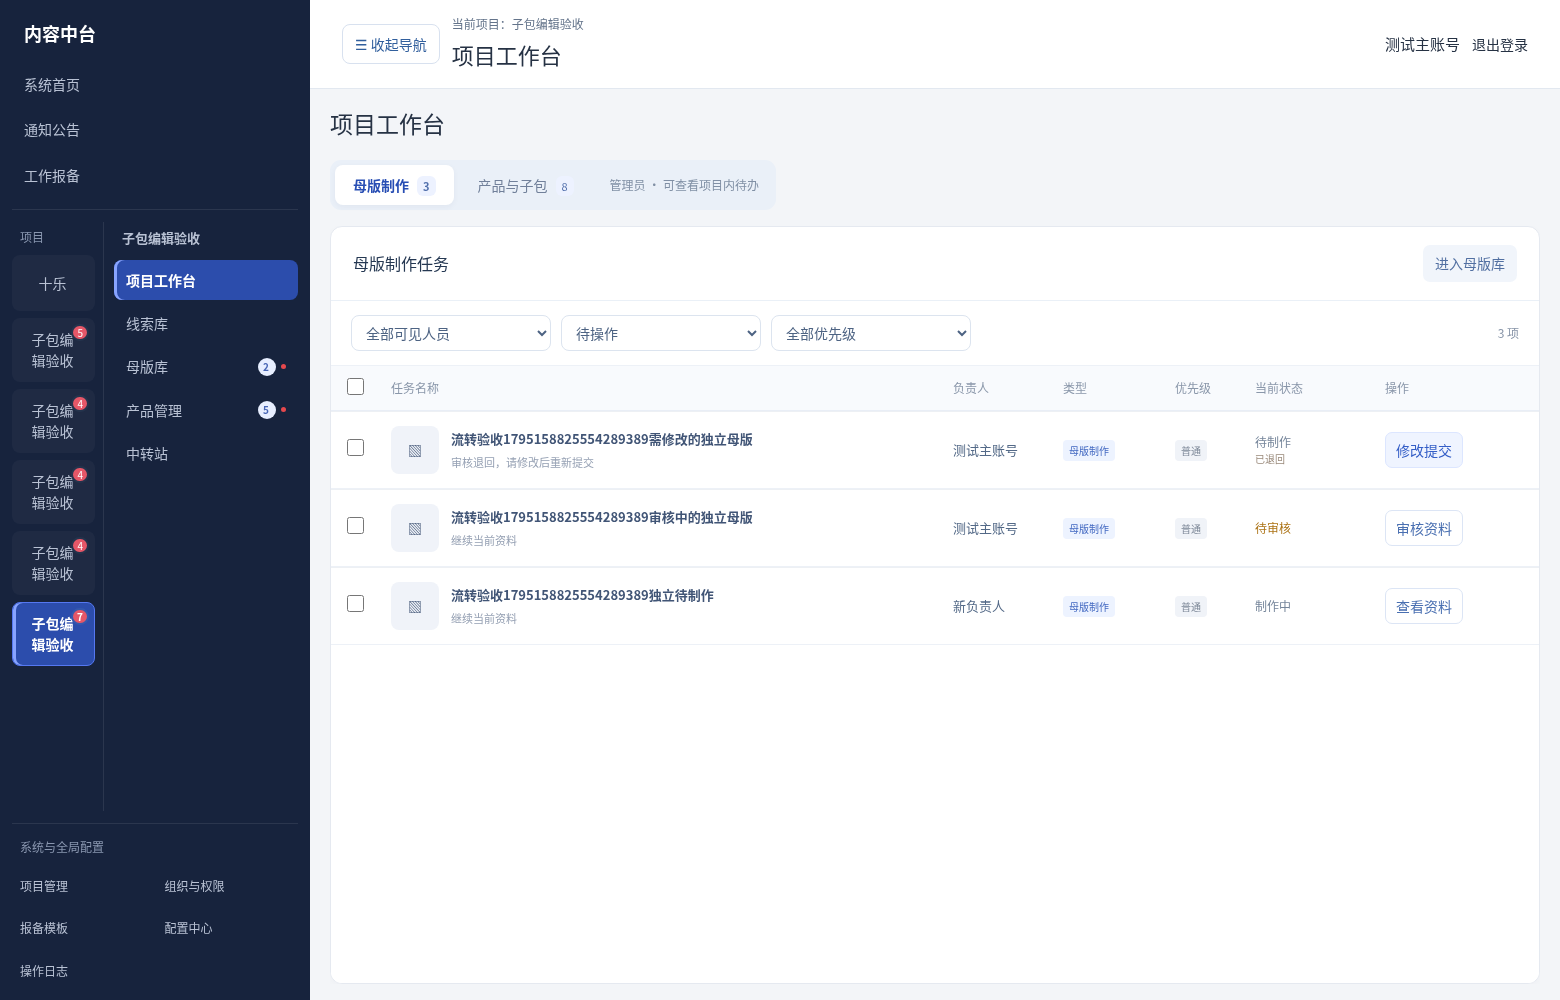 内容中台
系统首页
通知公告
工作报备
项目
十乐
子包编 5
辑验收
子包编 4
辑验收
子包编 4
辑验收
子包编 4
辑验收
子包编 7
辑验收
子包编辑验收
项目工作台
线索库
母版库 2
产品管理 5
中转站
系统与全局配置
项目管理 组织与权限
报备模板 配置中心
操作日志
☰ 收起导航
当前项目：子包编辑验收
项目工作台
测试主账号 退出登录
项目工作台
母版制作 3 产品与子包 8 管理员 · 可查看项目内待办
母版制作任务 进入母版库
全部可见人员 待操作 全部优先级 3 项
任务名称 负责人 类型 优先级 当前状态 操作
流转验收1795158825554289389需修改的独立母版
审核退回，请修改后重新提交
测试主账号 母版制作 普通 待制作
已退回
修改提交
流转验收1795158825554289389审核中的独立母版
继续当前资料
测试主账号 母版制作 普通 待审核 审核资料
流转验收1795158825554289389独立待制作
继续当前资料
新负责人 母版制作 普通 制作中 查看资料